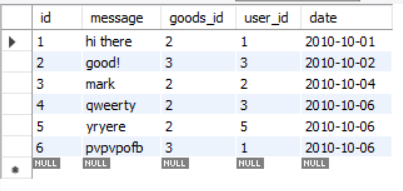 id message goods_id user_id date
1 hi there 2 1 2010-10-01
2 good! 3 3 2010-10-02
3 mark 2 2 2010-10-04
4 qweerty 2 3 2010-10-06
5 yryere 2 5 2010-10-06
6 pvpvpofb 3 1 2010-10-06
NULL NULL NULL NULL NULL